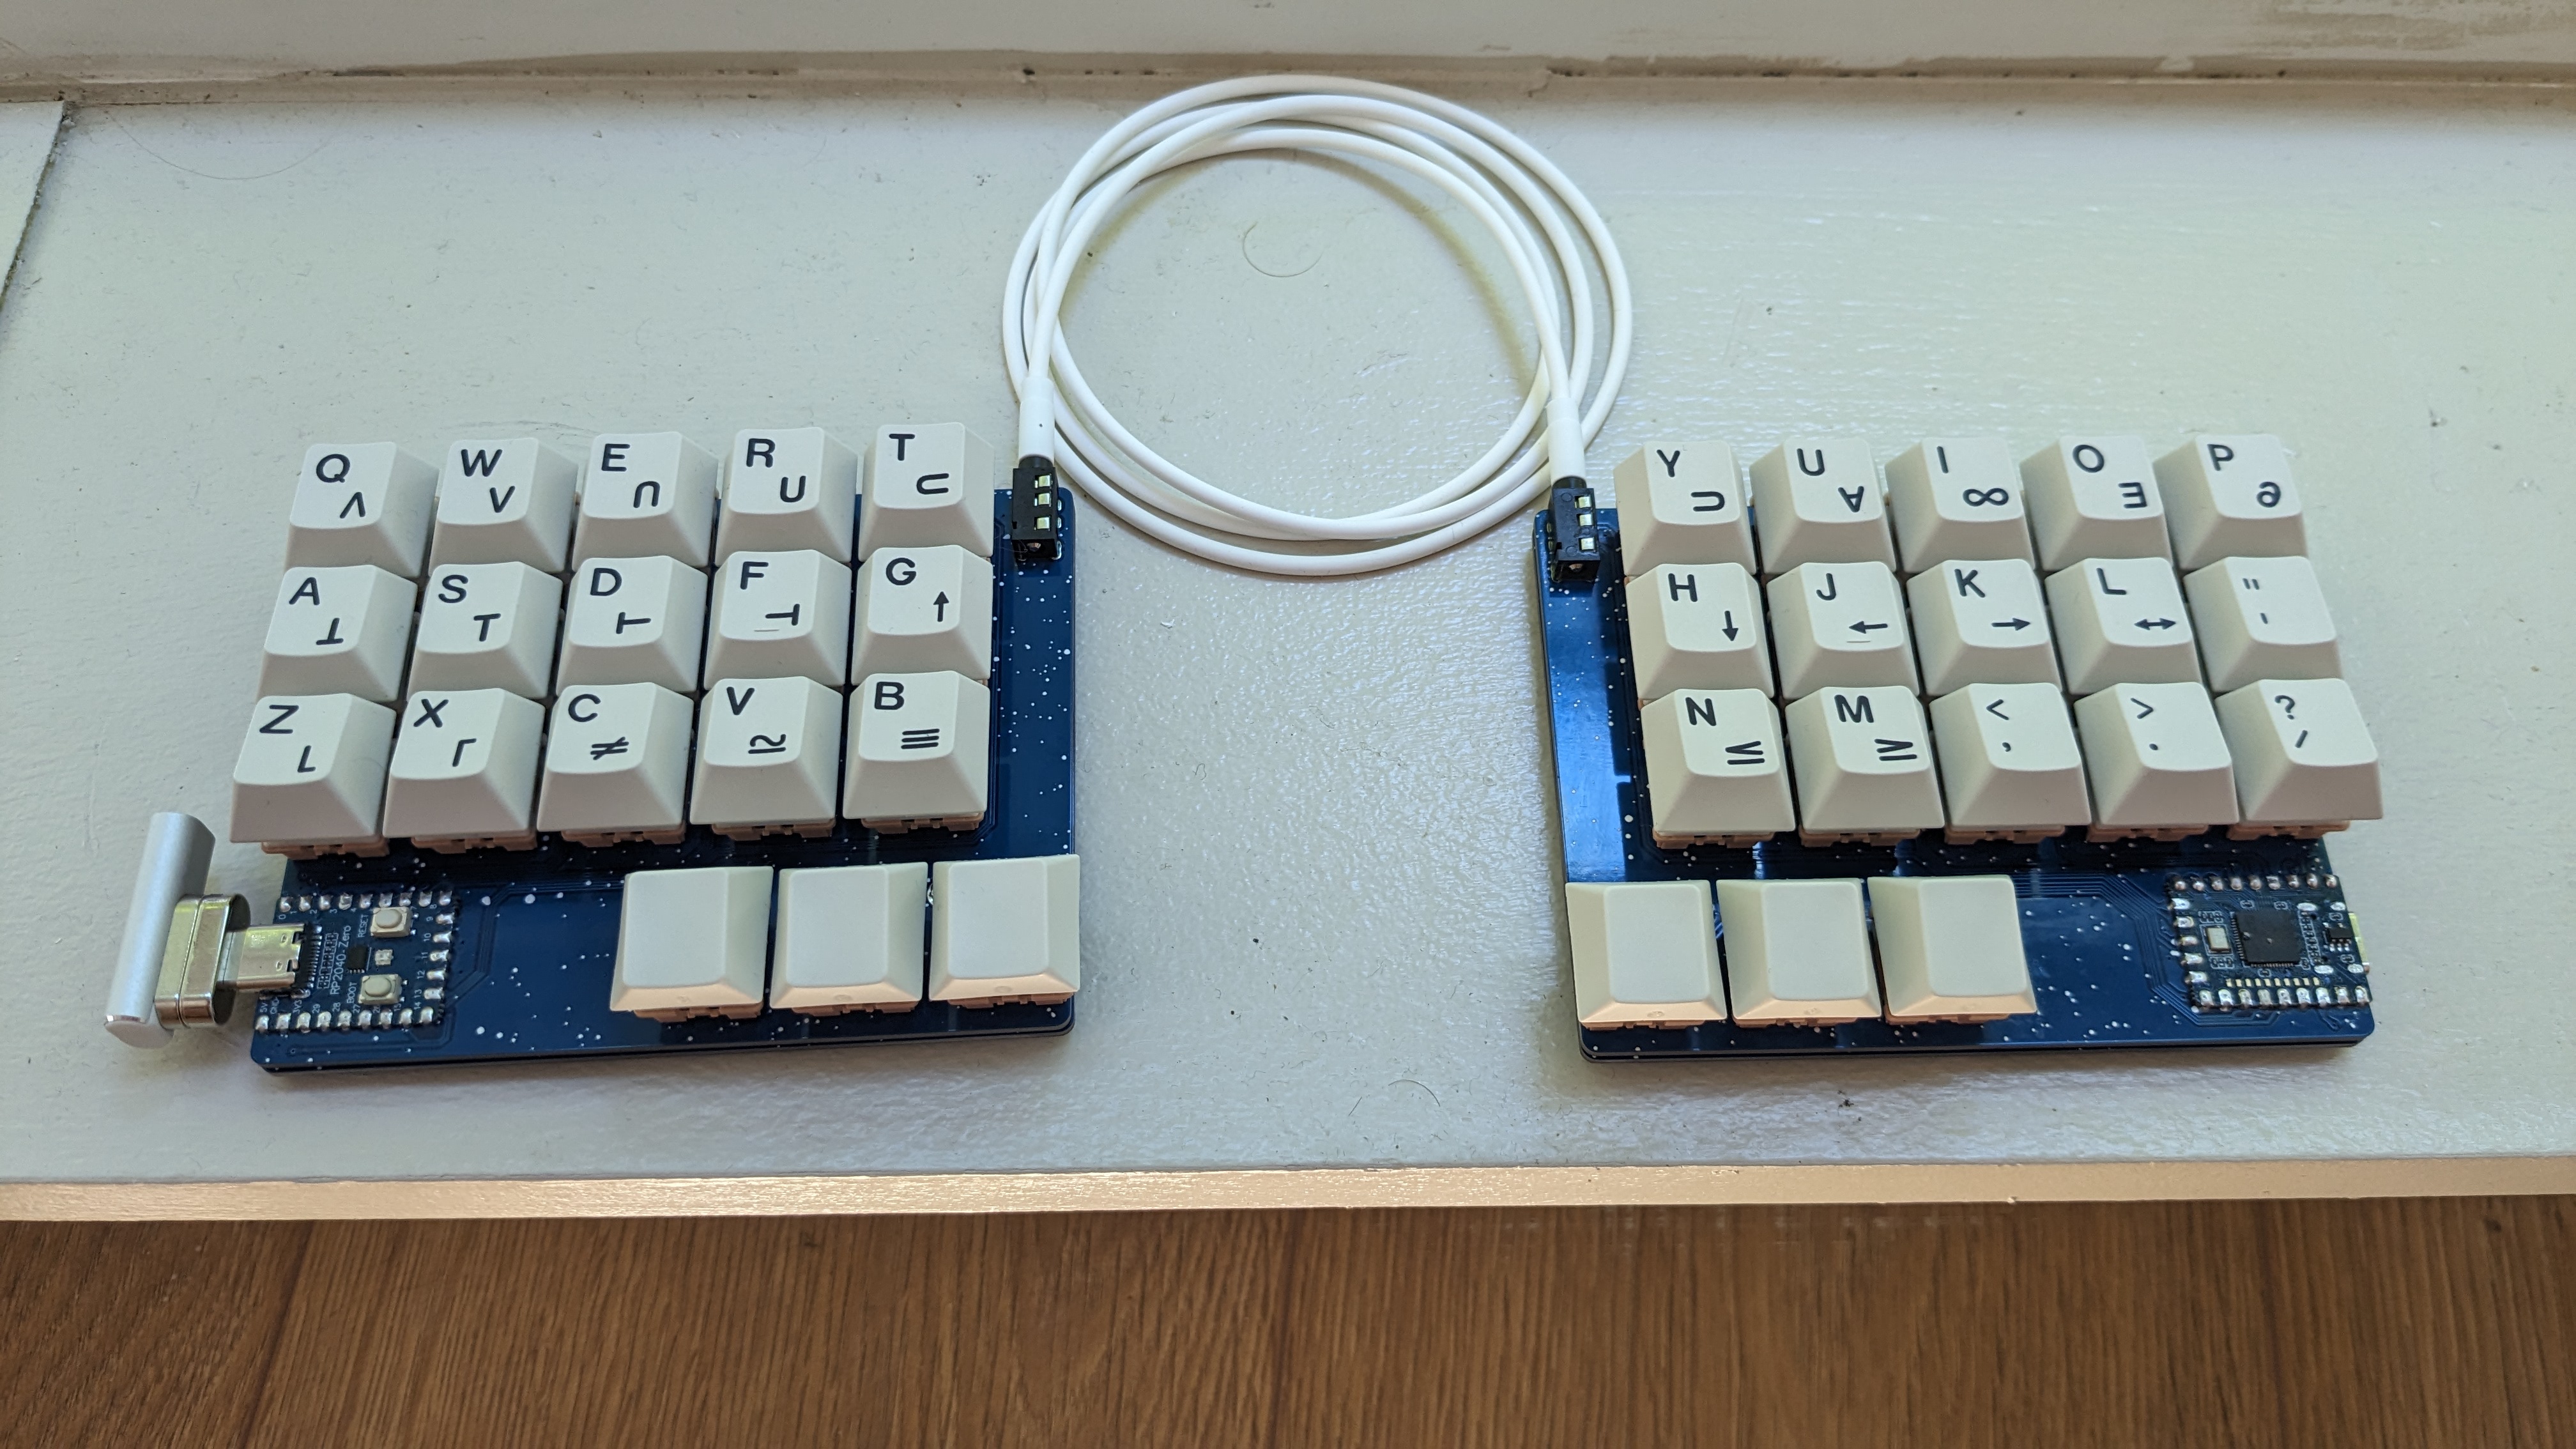 Q ∧
W ∨
E ∩
R ∪
T ⊂
Y ⊃
U ∀
I ∞
O ∃
P ∂
A ⊥
S ⊤
D ⊢
F ⊣
G ↑
H ↓
J ←
K →
L ↔
" '
Z ⌊
X ⌈
C ≠
V ≃
B ≡
N ≤
M ≥
< ,
> .
? /
RP2040-Zero
RESET
BOOT